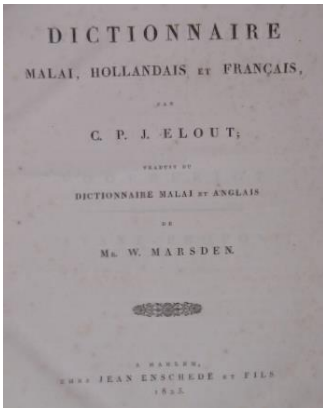 DICTIONNAIRE
MALAI, HOLLANDAIS ET FRANÇAIS,
PAR
C. P. J. ELOUT;
TRADUIT DU
DICTIONNAIRE MALAI ET ANGLAIS
DE
MR. W. MARSDEN.
A HARLEM,
CHEZ JEAN ENSCHEDÉ ET FILS